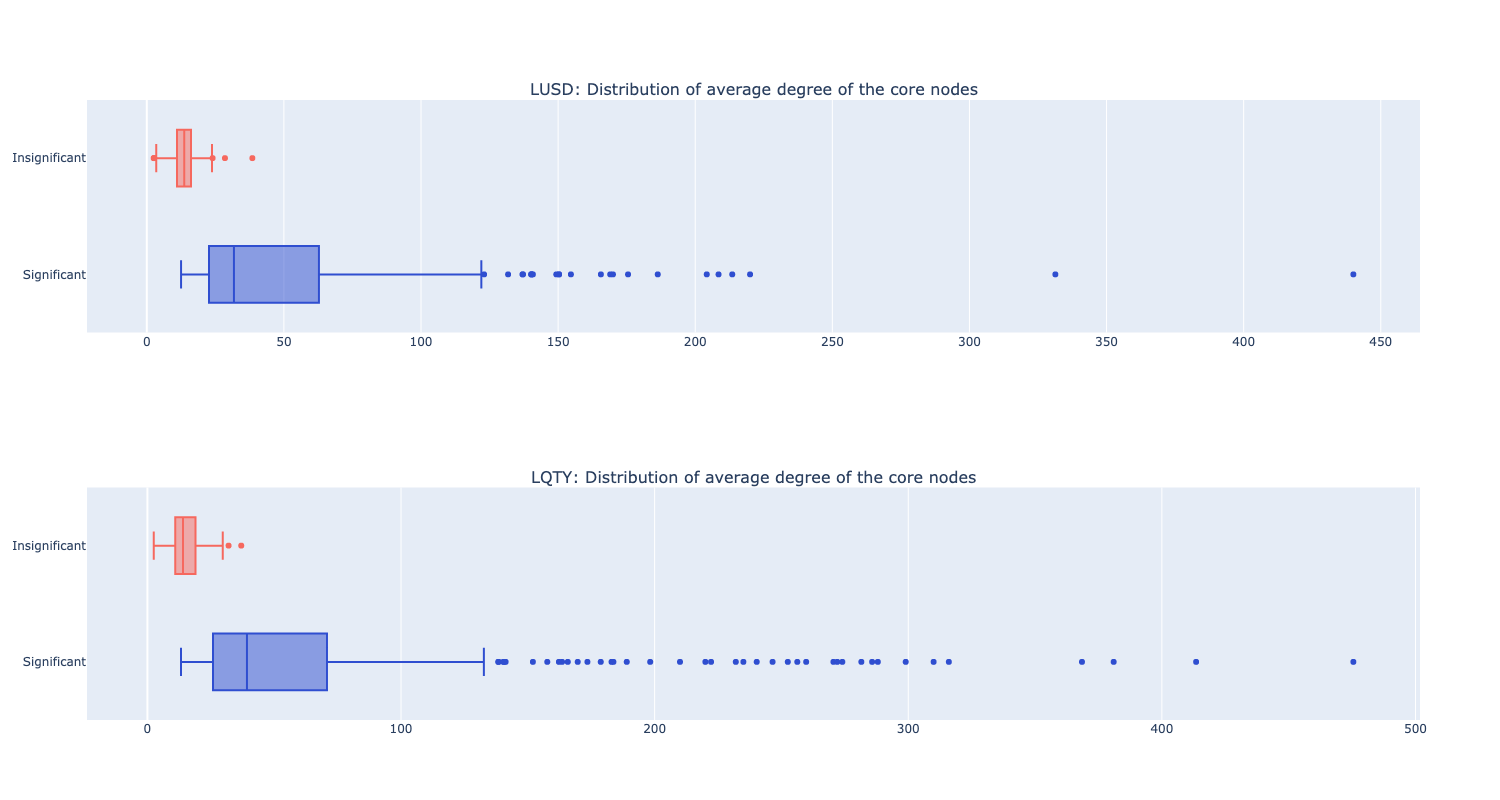 LUSD: Distribution of average degree of the core nodes
Insignificant
Significant
0 50 100 150 200 250 300 350 400 450
LQTY: Distribution of average degree of the core nodes
Insignificant
Significant
0 100 200 300 400 500